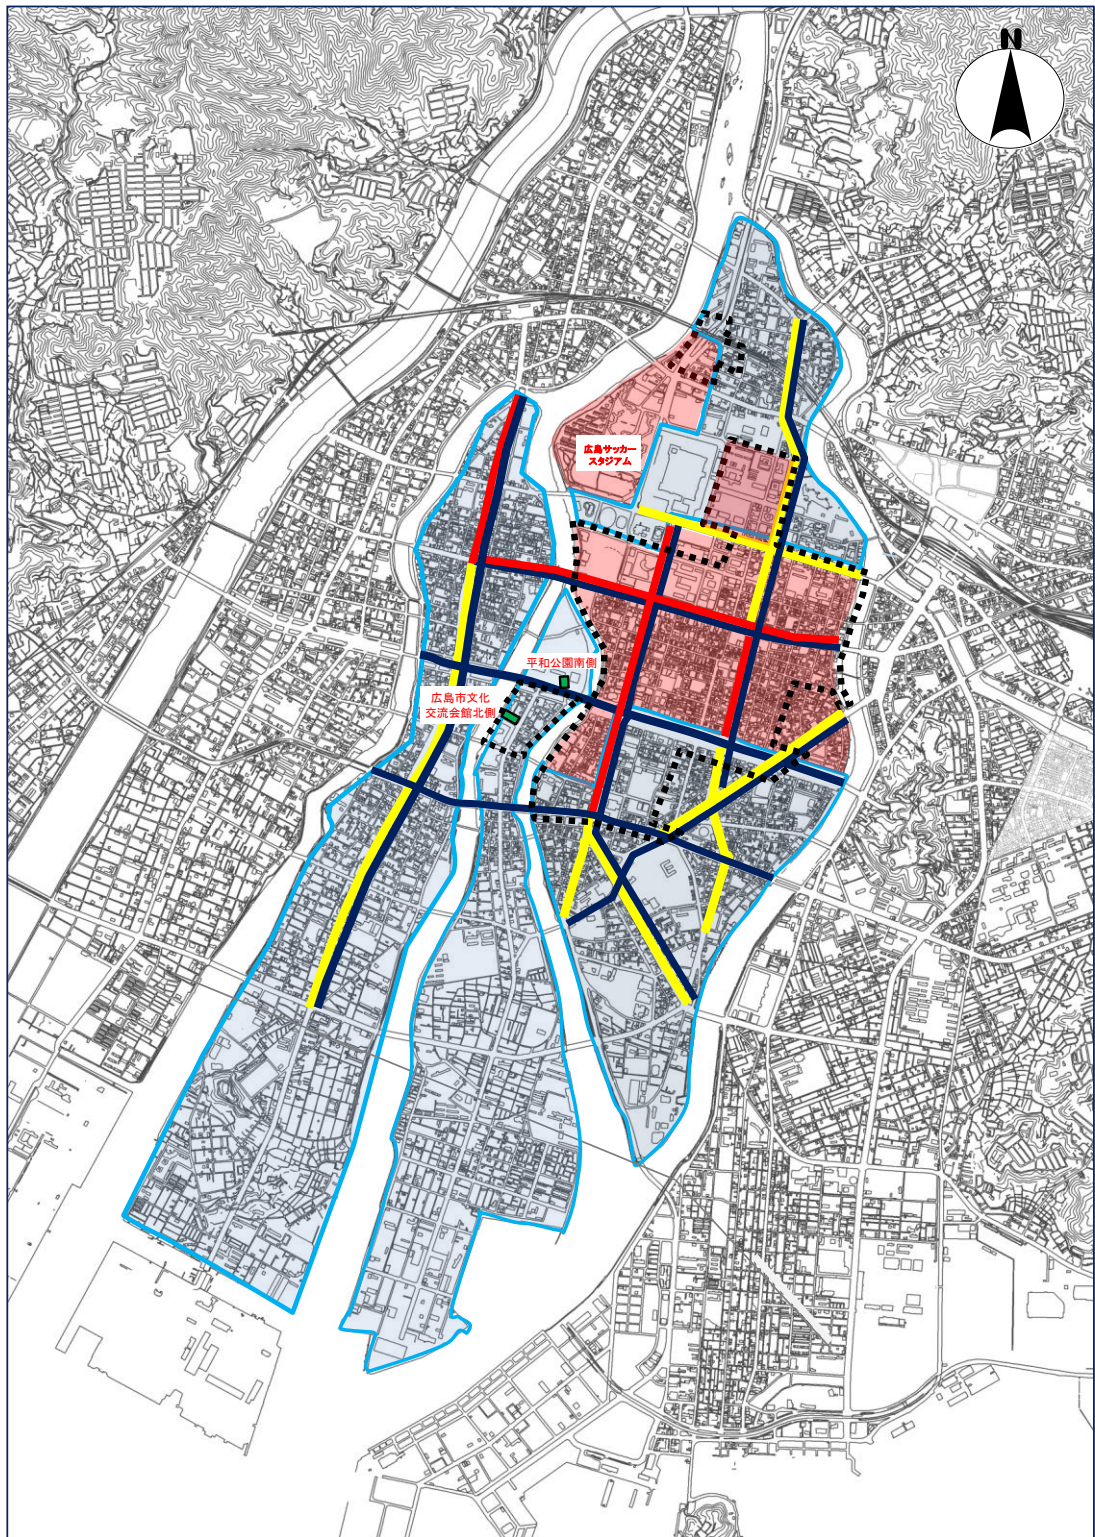 N
広島サッカー
スタジアム
平和公園南側
広島市文化
交流会館北側